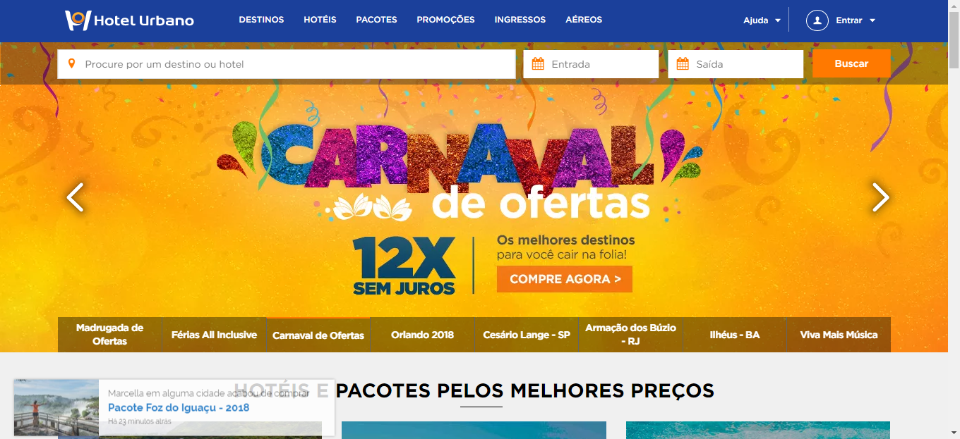 Hotel Urbano
DESTINOS HOTÉIS PACOTES PROMOÇÕES INGRESSOS AÉREOS
Ajuda Entrar
Procure por um destino ou hotel Entrada Saída Buscar
CARNAVAL
de ofertas
12X
SEM JUROS
Os melhores destinos
para você cair na folia!
COMPRE AGORA >
Madrugada de
Ofertas
Férias All Inclusive
Carnaval de Ofertas
Orlando 2018
Cesário Lange - SP
Armação dos Búzio
- RJ
Ilhéus - BA
Viva Mais Música
HOTÉIS E PACOTES PELOS MELHORES PREÇOS
Marcella em alguma cidade acabou de comprar
Pacote Foz do Iguaçu - 2018
Há 23 minutos atrás